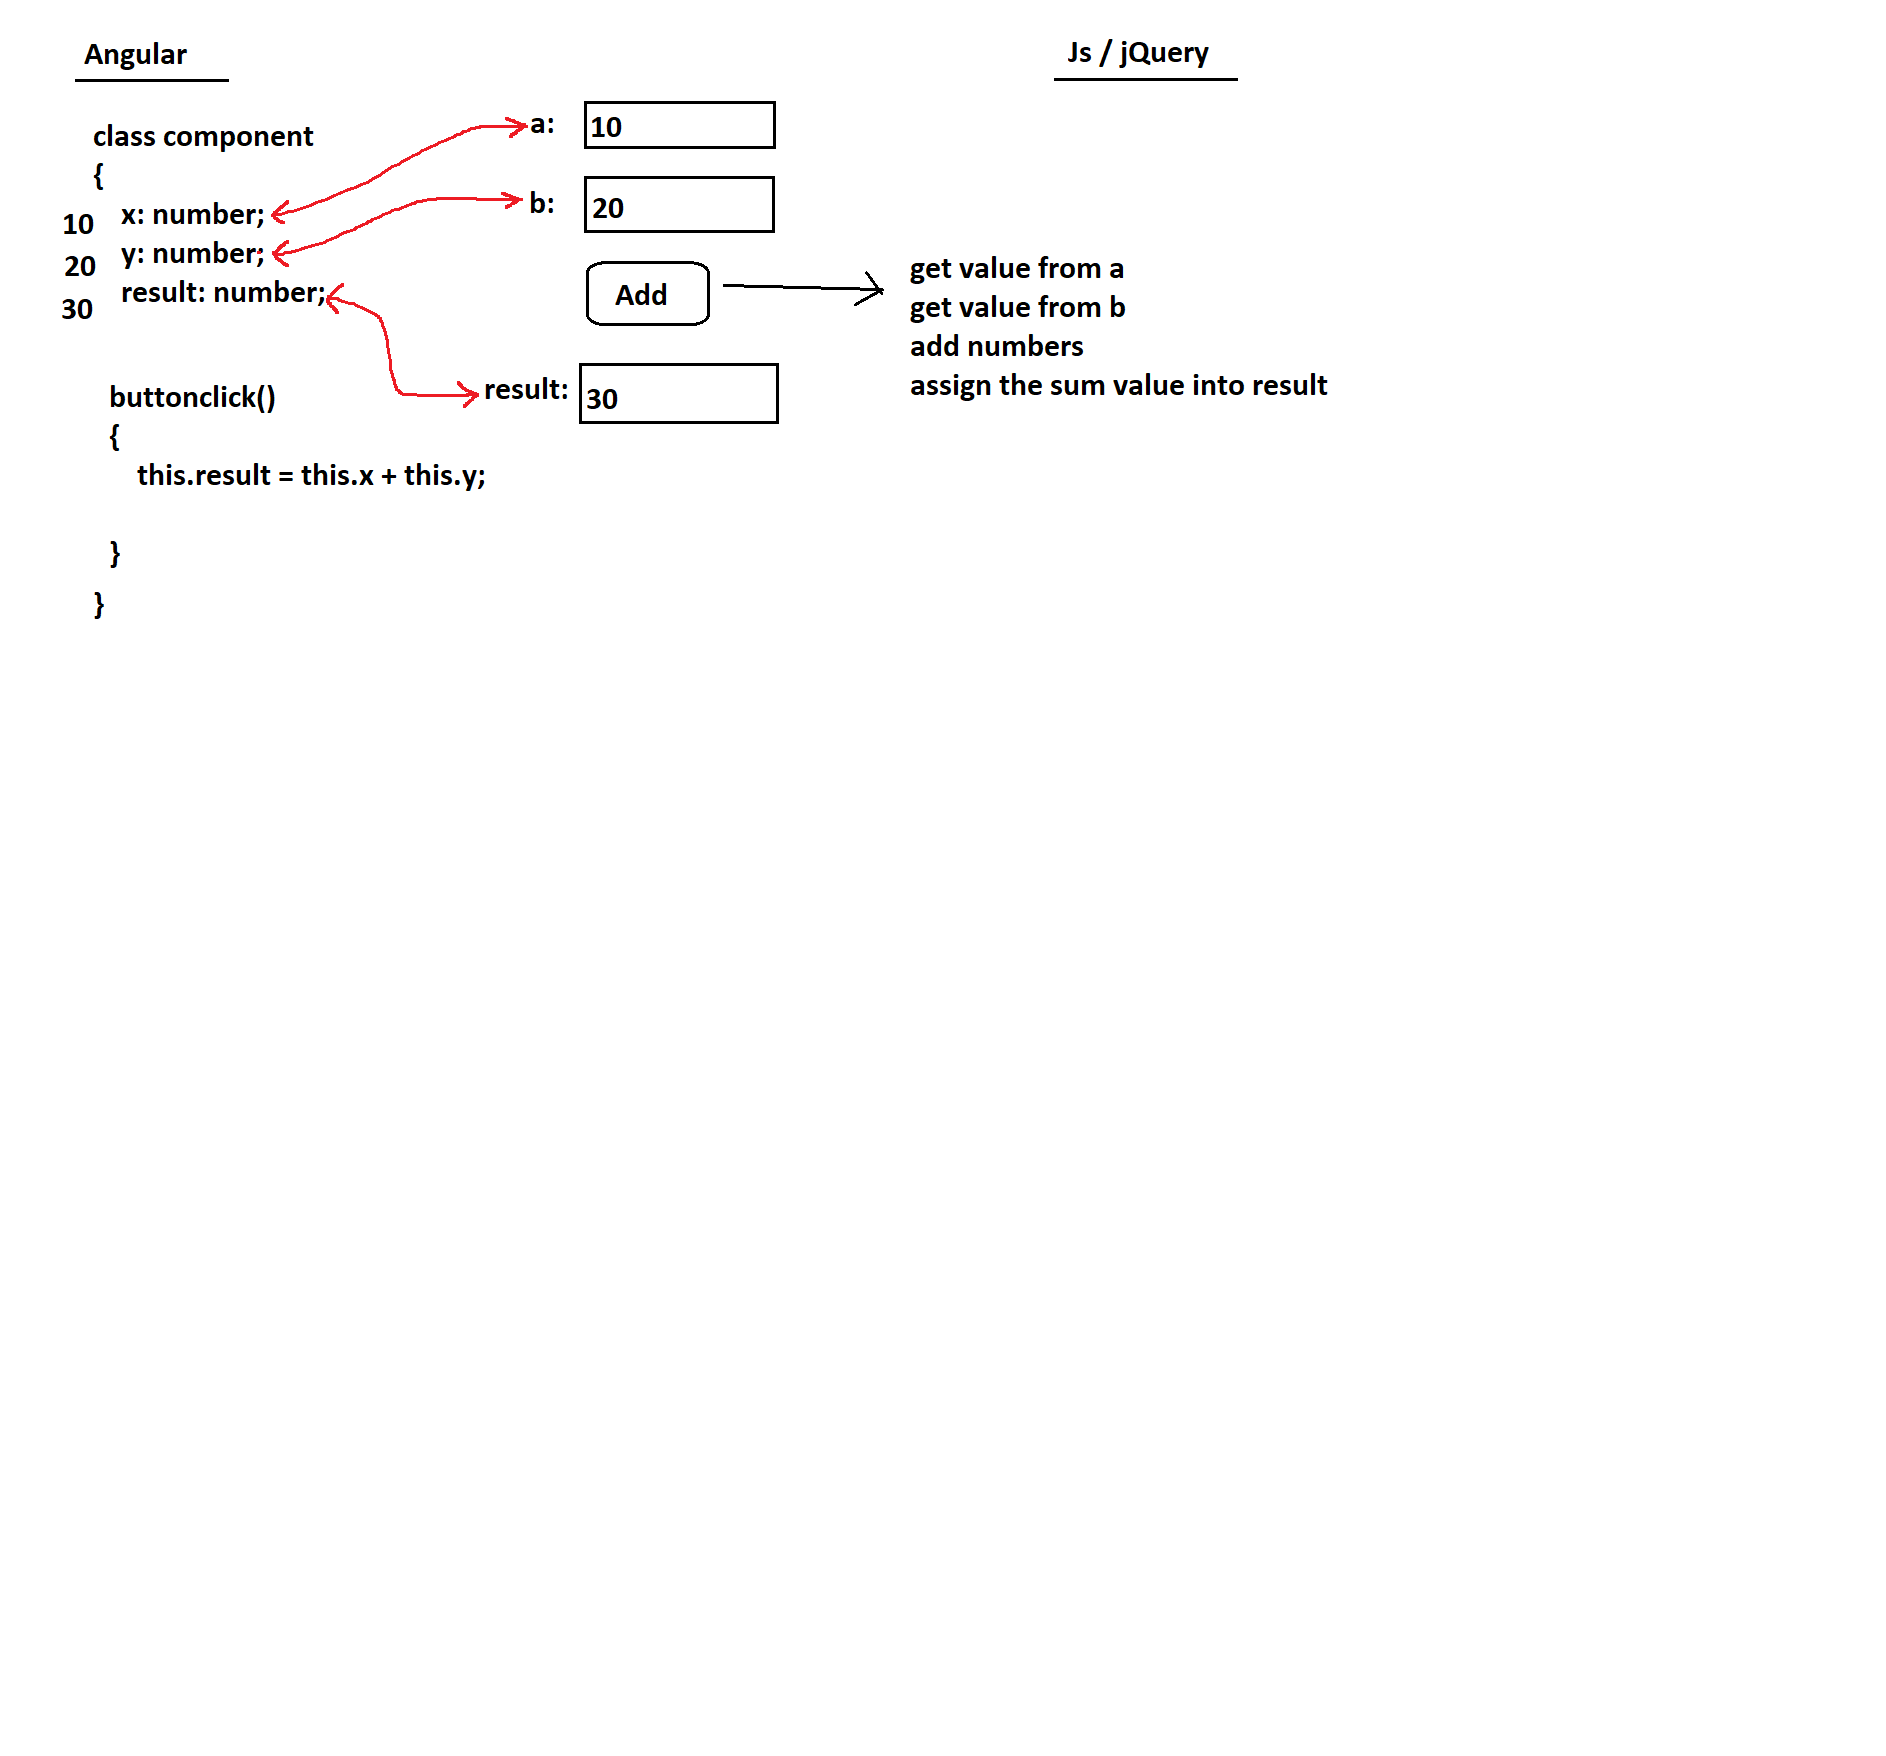 Angular
class component
{
10 x: number;
20 y: number;
30 result: number;
buttonclick()
{
this.result = this.x + this.y;
}
}
a: 10
b: 20
Add
result: 30
Js / jQuery
get value from a
get value from b
add numbers
assign the sum value into result